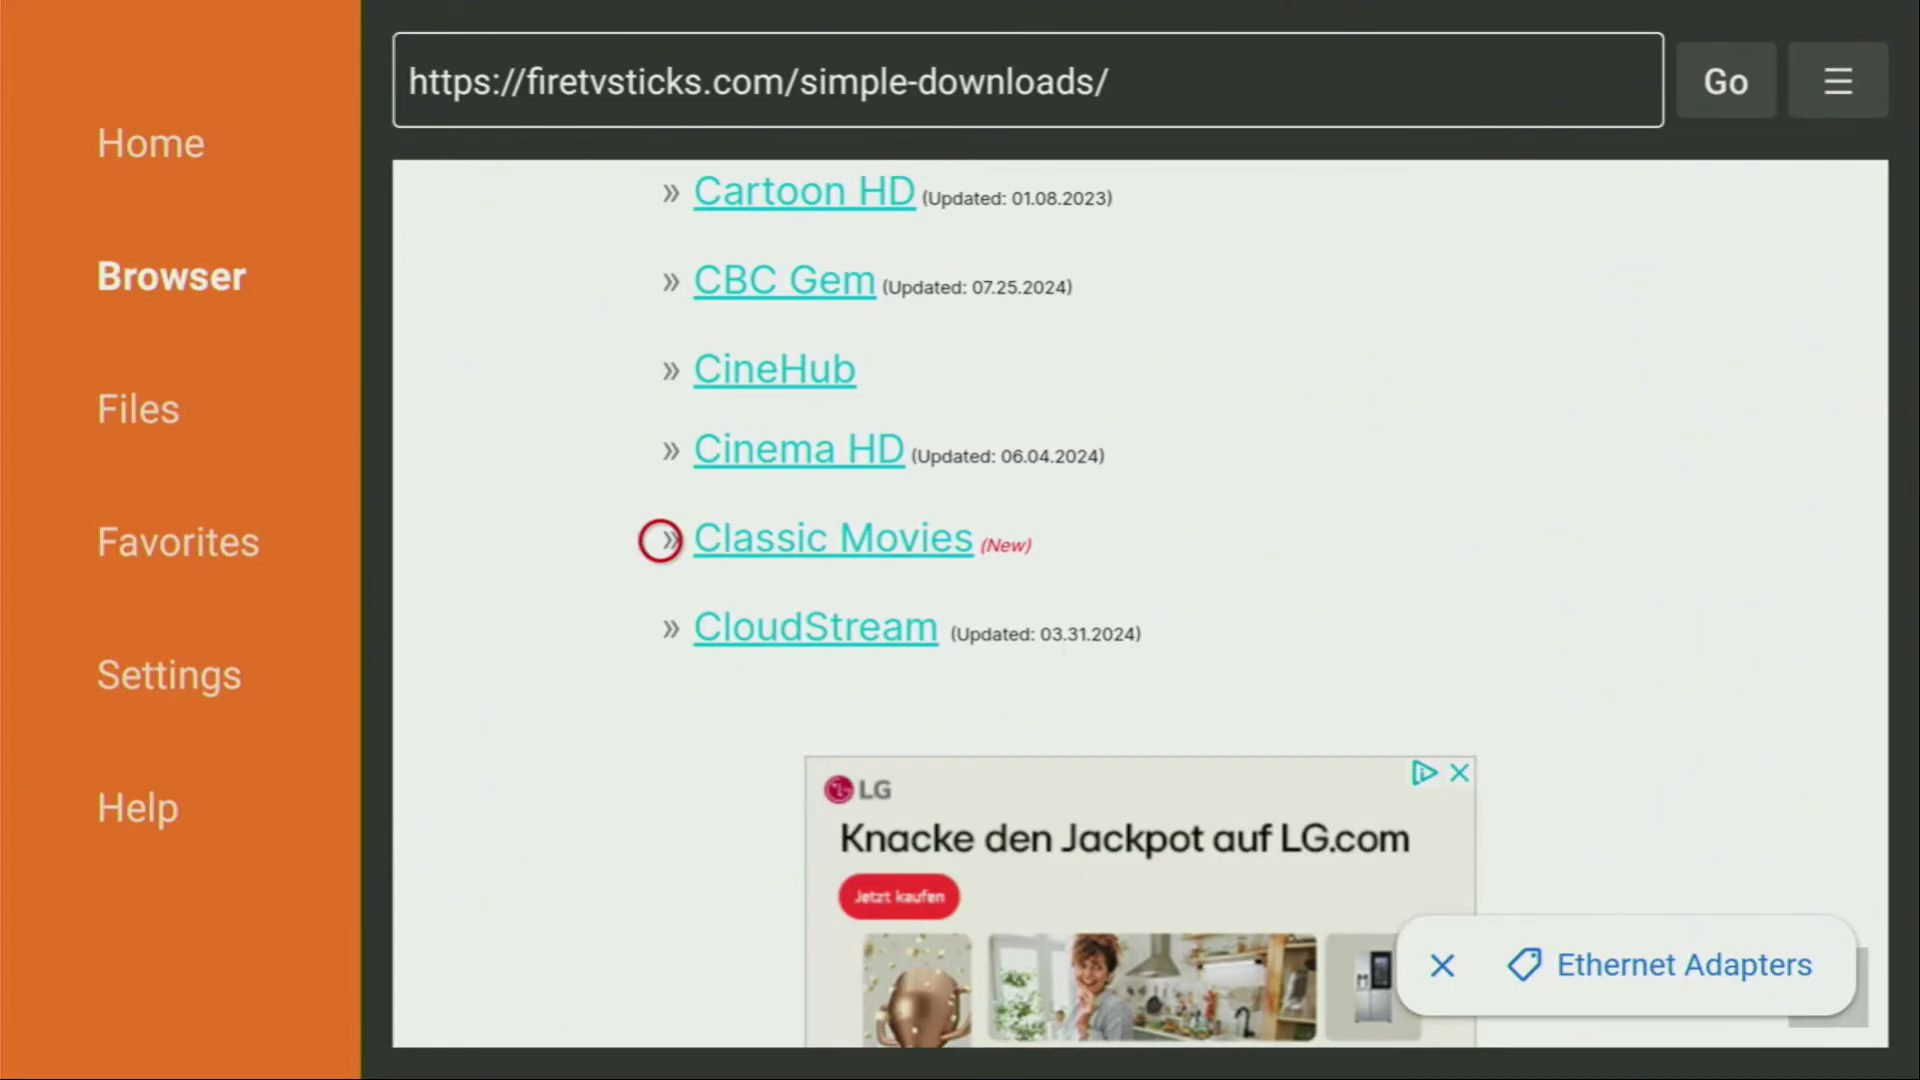 https://firetvsticks.com/simple-downloads/
Go
Home
Browser
Files
Favorites
Settings
Help
» Cartoon HD (Updated: 01.08.2023)
» CBC Gem (Updated: 07.25.2024)
» CineHub
» Cinema HD (Updated: 06.04.2024)
» Classic Movies (New)
» CloudStream (Updated: 03.31.2024)
LG
Knacke den Jackpot auf LG.com
Jetzt kaufen
Ethernet Adapters